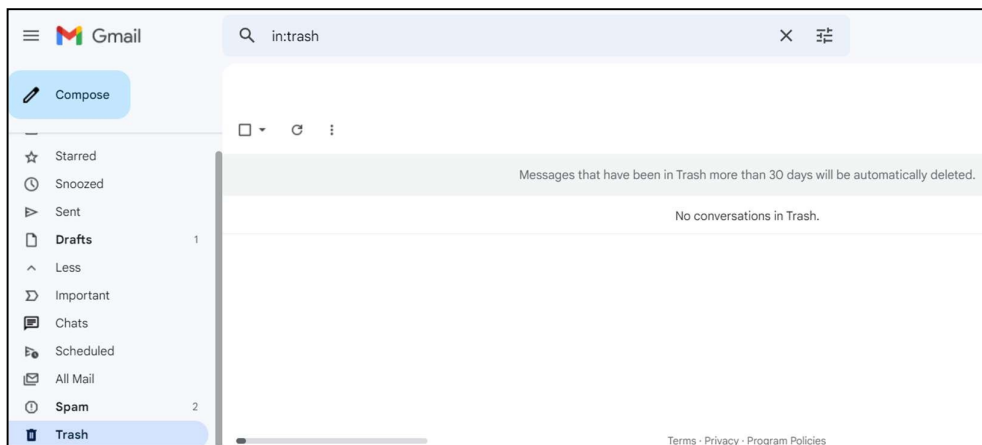 Gmail
in:trash
Compose
Starred
Snoozed
Sent
Drafts 1
Less
Important
Chats
Scheduled
All Mail
Spam 2
Trash
Messages that have been in Trash more than 30 days will be automatically deleted.
No conversations in Trash.
Terms · Privacy · Program Policies